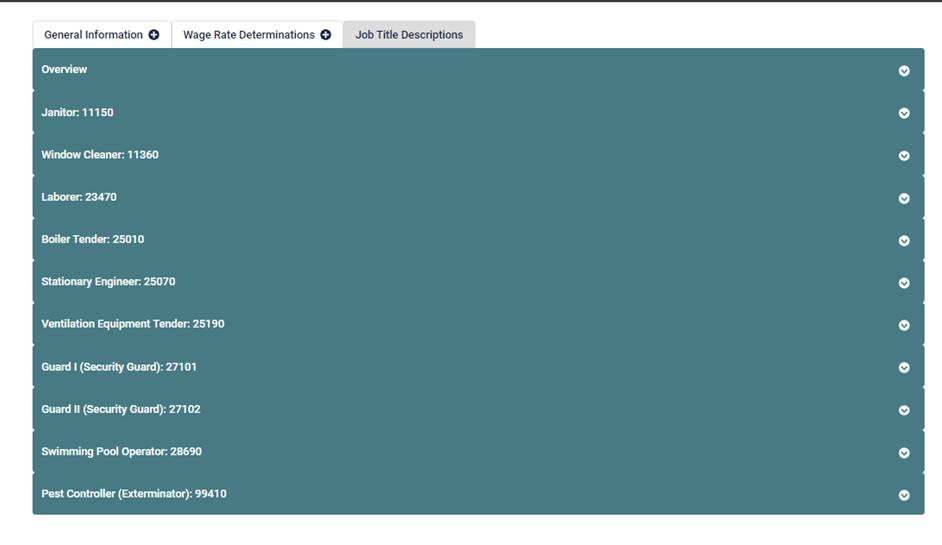 General Information
Wage Rate Determinations
Job Title Descriptions
Overview
Janitor: 11150
Window Cleaner: 11360
Laborer: 23470
Boiler Tender: 25010
Stationary Engineer: 25070
Ventilation Equipment Tender: 25190
Guard I (Security Guard): 27101
Guard II (Security Guard): 27102
Swimming Pool Operator: 28690
Pest Controller (Exterminator): 99410